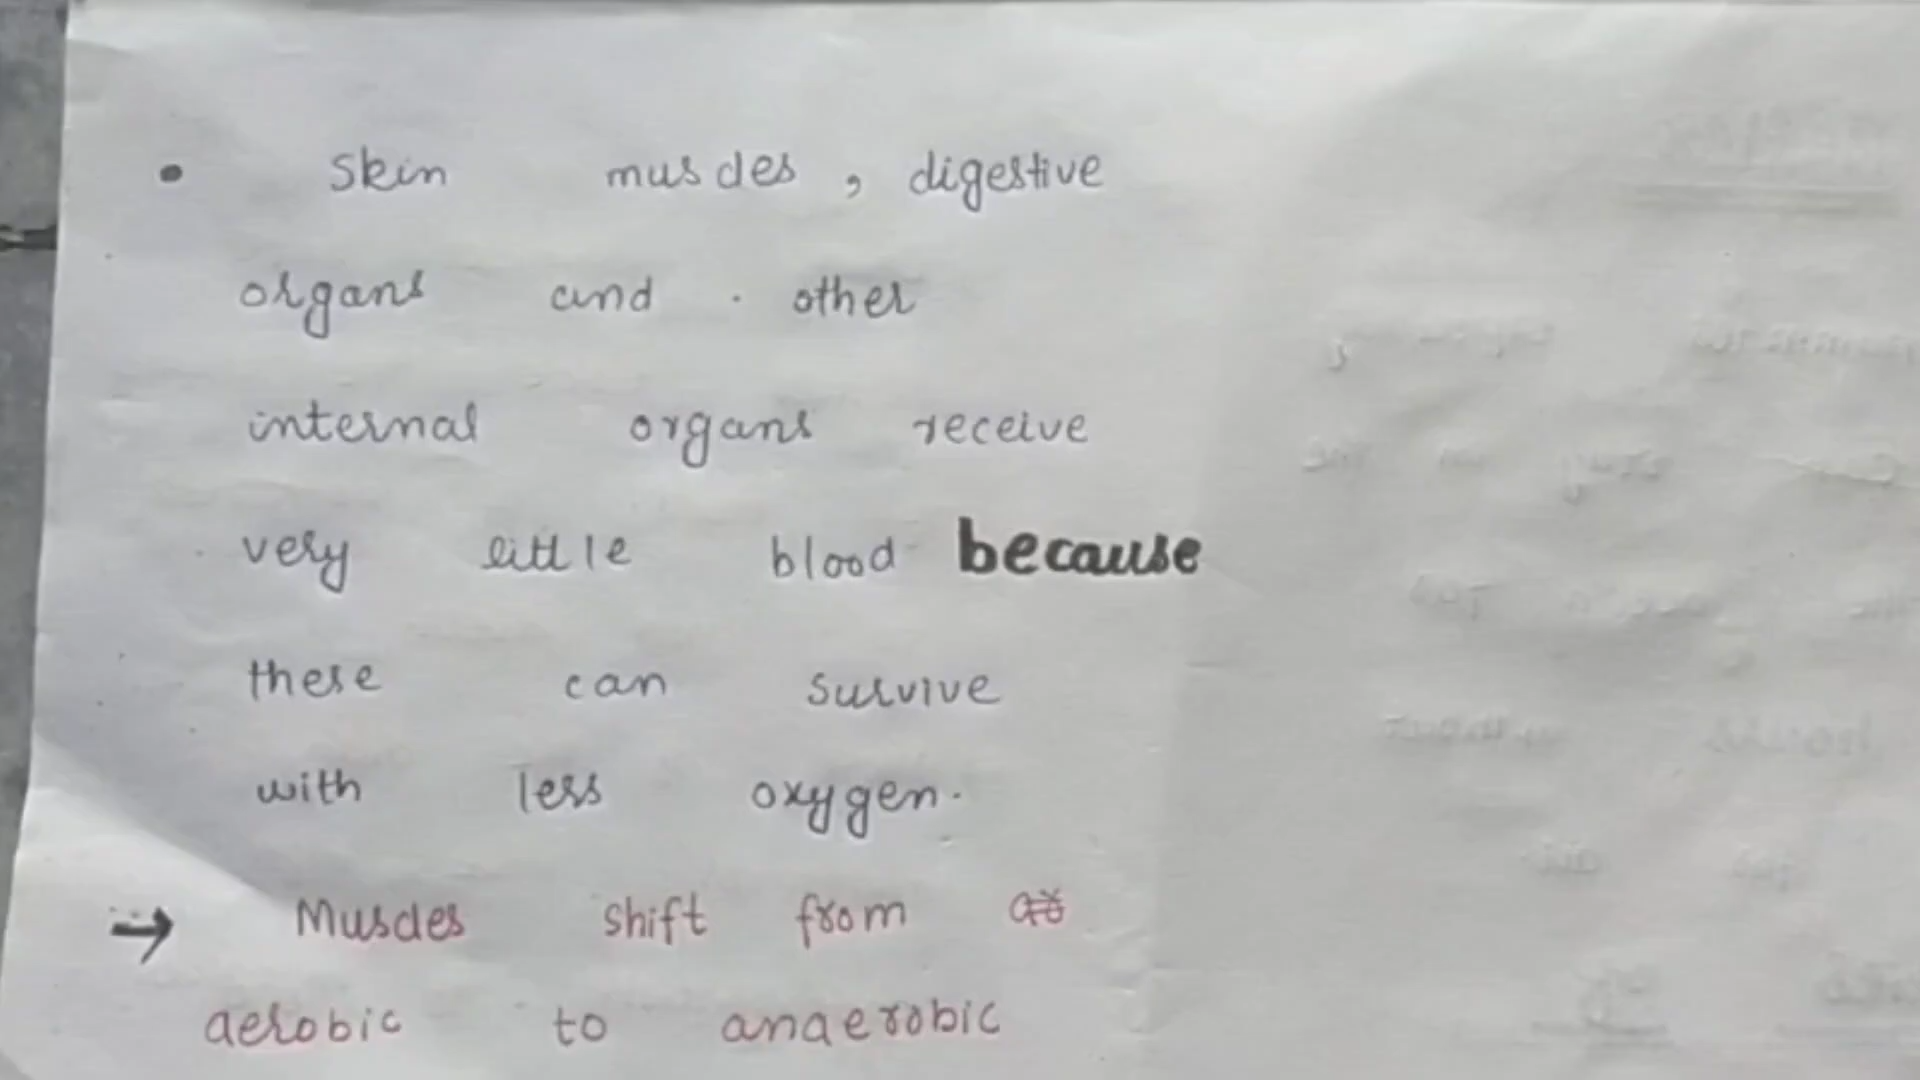 • Skin muscles, digestive
organs and other
internal organs receive
very little blood because
these can survive
with less oxygen.
→ Muscles shift from
aerobic to anaerobic